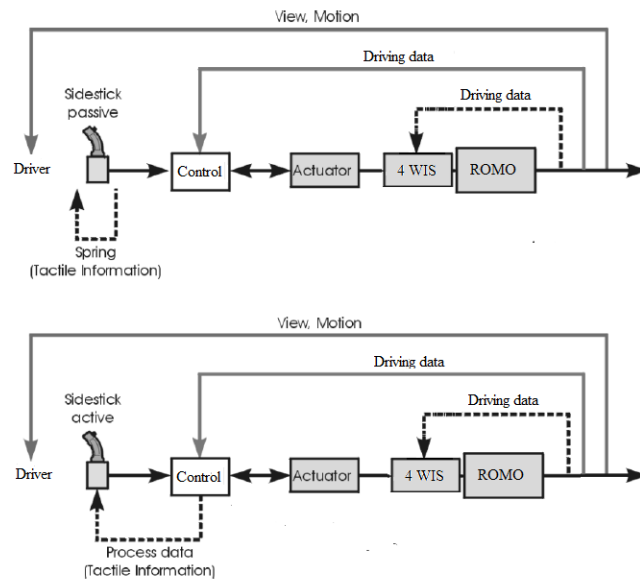 View, Motion
Driving data
Driving data
Sidestick
passive
Driver
Control
Actuator
4 WIS
ROMO
Spring
(Tactile Information)
View, Motion
Driving data
Driving data
Sidestick
active
Driver
Control
Actuator
4 WIS
ROMO
Process data
(Tactile Information)